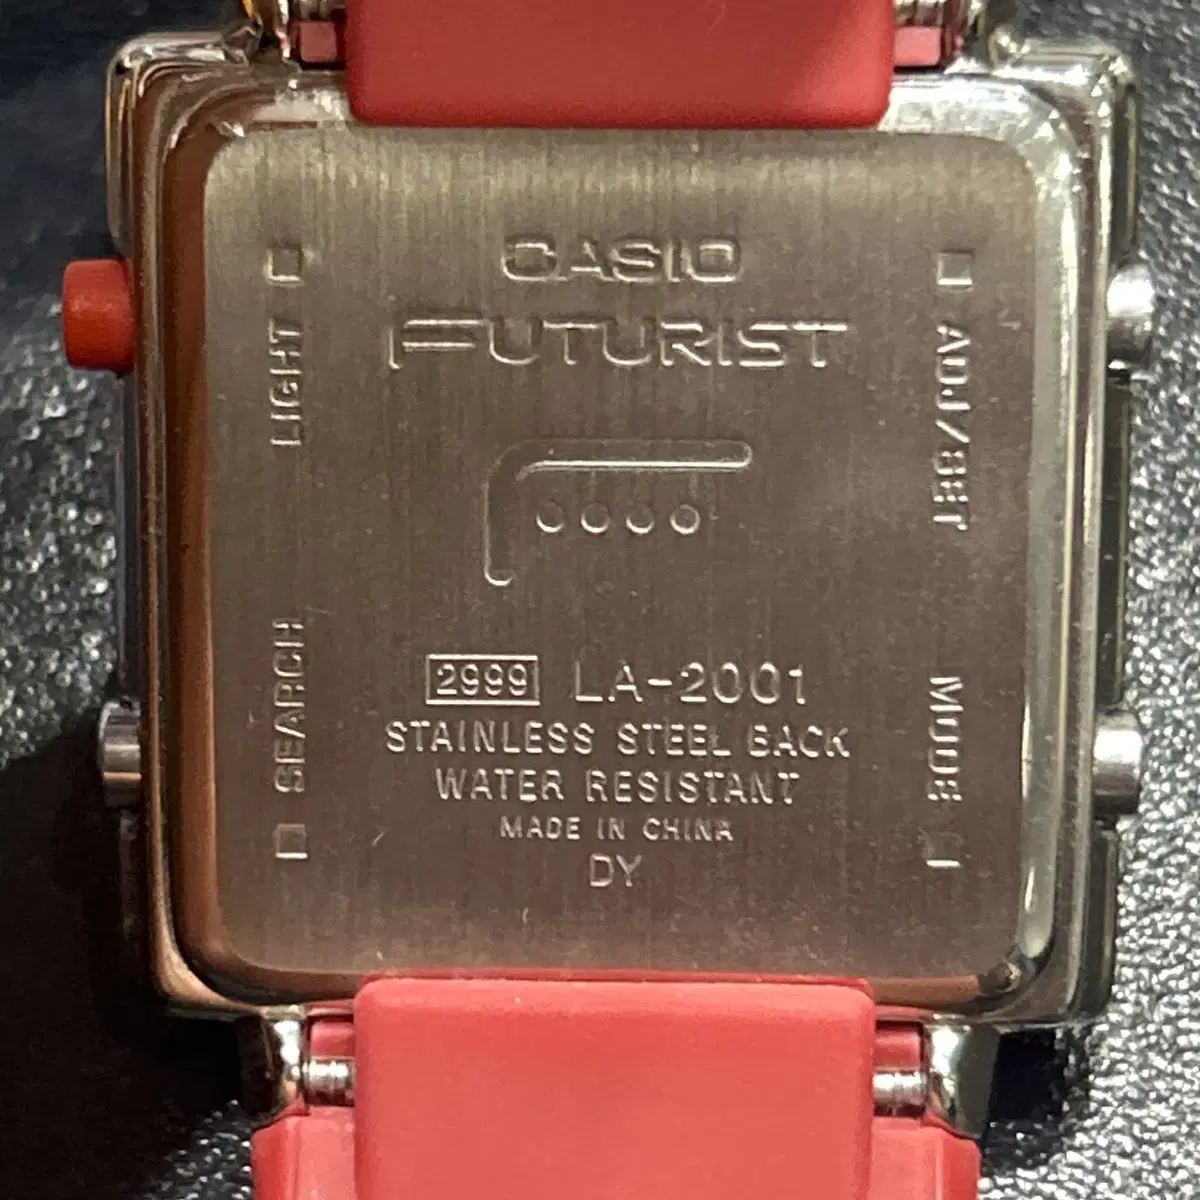 CASIO
FUTURIST
LIGHT
SEARCH
ADJ/SET
MODE
2999 LA-2001
STAINLESS STEEL BACK
WATER RESISTANT
MADE IN CHINA
DY